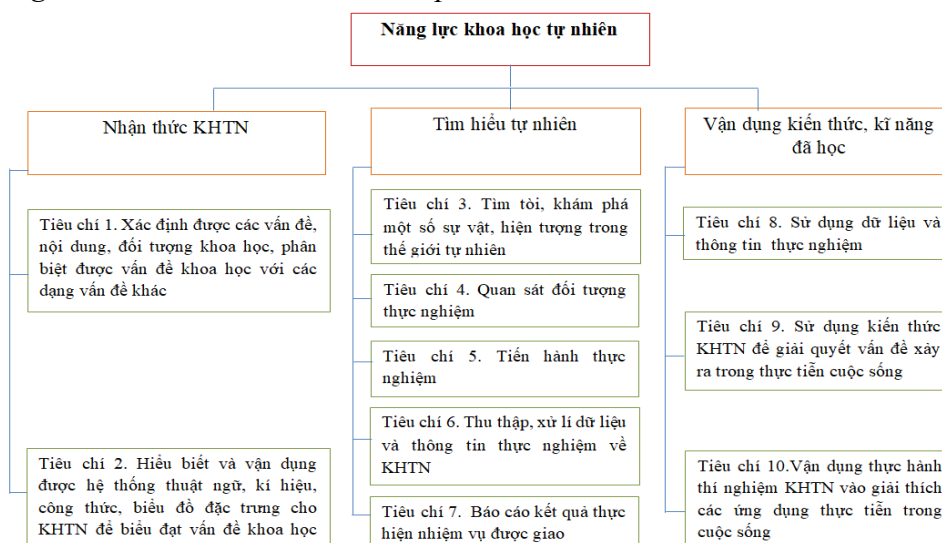 Năng lực khoa học tự nhiên
Nhận thức KHTN
Tiêu chí 1. Xác định được các vấn đề,
nội dung, đối tượng khoa học, phân
biệt được vấn đề khoa học với các
dạng vấn đề khác
Tiêu chí 2. Hiểu biết và vận dụng
được hệ thống thuật ngữ, kí hiệu,
công thức, biểu đồ đặc trưng cho
KHTN để biểu đạt vấn đề khoa học
Tìm hiểu tự nhiên
Tiêu chí 3. Tìm tòi, khám phá
một số sự vật, hiện tượng trong
thế giới tự nhiên
Tiêu chí 4. Quan sát đối tượng
thực nghiệm
Tiêu chí 5. Tiến hành thực
nghiệm
Tiêu chí 6. Thu thập, xử lí dữ liệu
và thông tin thực nghiệm về
KHTN
Tiêu chí 7. Báo cáo kết quả thực
hiện nhiệm vụ được giao
Vận dụng kiến thức, kĩ năng
đã học
Tiêu chí 8. Sử dụng dữ liệu và
thông tin thực nghiệm
Tiêu chí 9. Sử dụng kiến thức
KHTN để giải quyết vấn đề xảy
ra trong thực tiễn cuộc sống
Tiêu chí 10.Vận dụng thực hành
thí nghiệm KHTN vào giải thích
các ứng dụng thực tiễn trong
cuộc sống